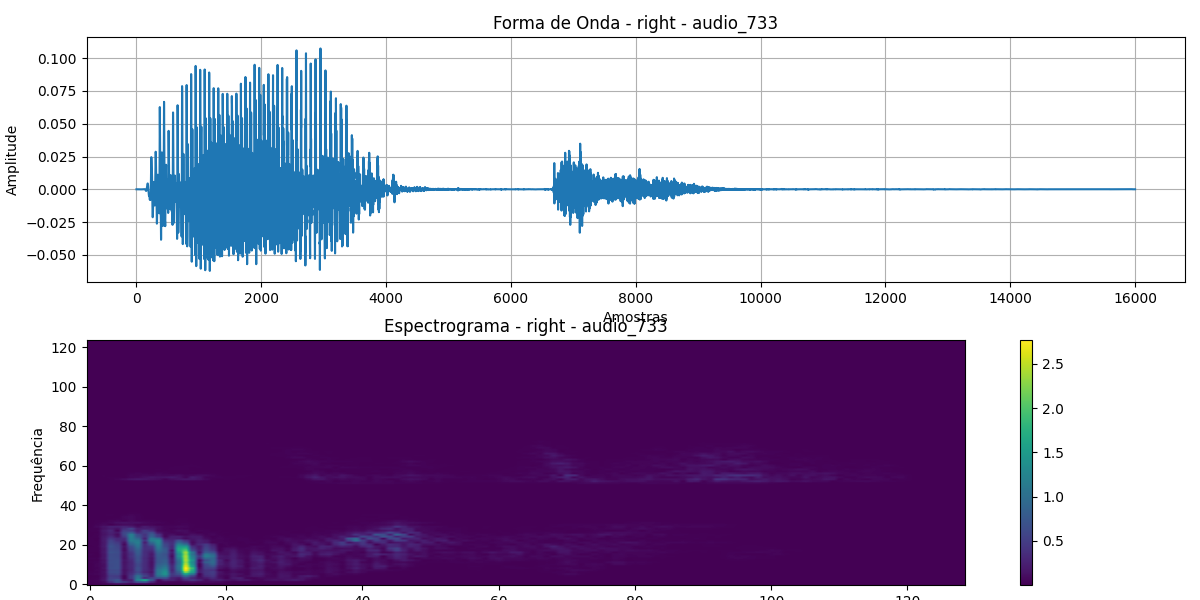 Forma de Onda - right - audio_733
0.100
0.075
0.050
0.025
0.000
−0.025
−0.050
Amplitude
0 2000 4000 6000 8000 10000 12000 14000 16000
Amostras
Espectrograma - right - audio_733
120
100
80
60
40
20
0
Frequência
0 20 40 60 80 100 120
2.5
2.0
1.5
1.0
0.5